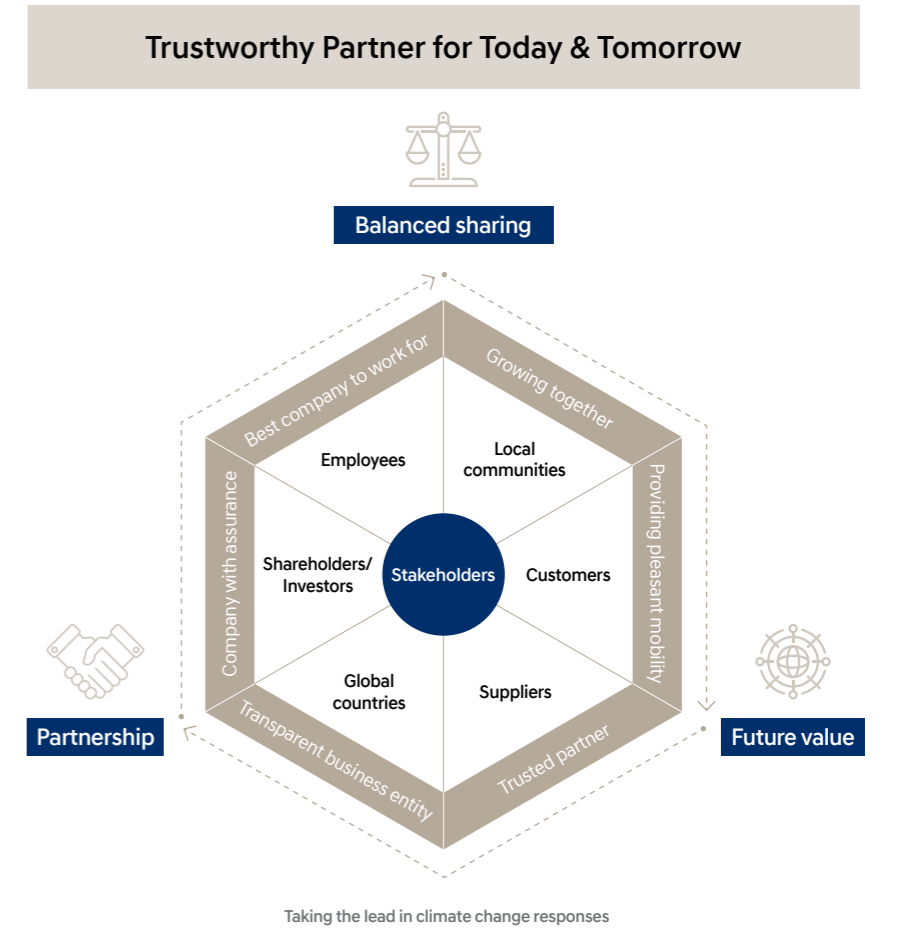 Trustworthy Partner for Today & Tomorrow
Balanced sharing
Best company to work for
Growing together
Employees
Local
communities
Company with assurance
Shareholders/
Investors
Stakeholders
Customers
Providing pleasant mobility
Global
countries
Suppliers
Transparent business entity
Trusted partner
Partnership
Future value
Taking the lead in climate change responses